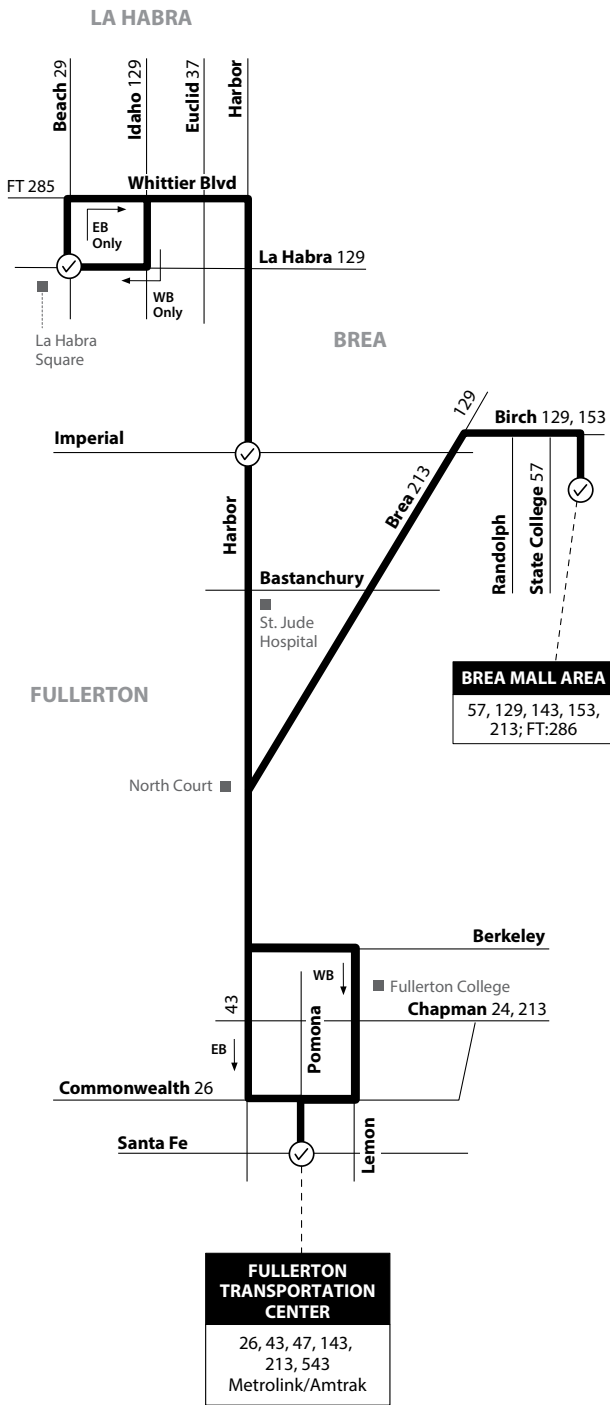 LA HABRA
Beach 29
Idaho 129
Euclid 37
Harbor
FT 285
Whittier Blvd
EB
Only
La Habra 129
WB
Only
La Habra
Square
BREA
129
Birch 129, 153
Imperial
Brea 213
Harbor
Randolph
State College 57
Bastanchury
St. Jude
Hospital
BREA MALL AREA
57, 129, 143, 153,
213; FT:286
FULLERTON
North Court
Berkeley
WB
Fullerton College
43
Pomona
Chapman 24, 213
EB
Commonwealth 26
Santa Fe
Lemon
FULLERTON
TRANSPORTATION
CENTER
26, 43, 47, 143,
213, 543
Metrolink/Amtrak